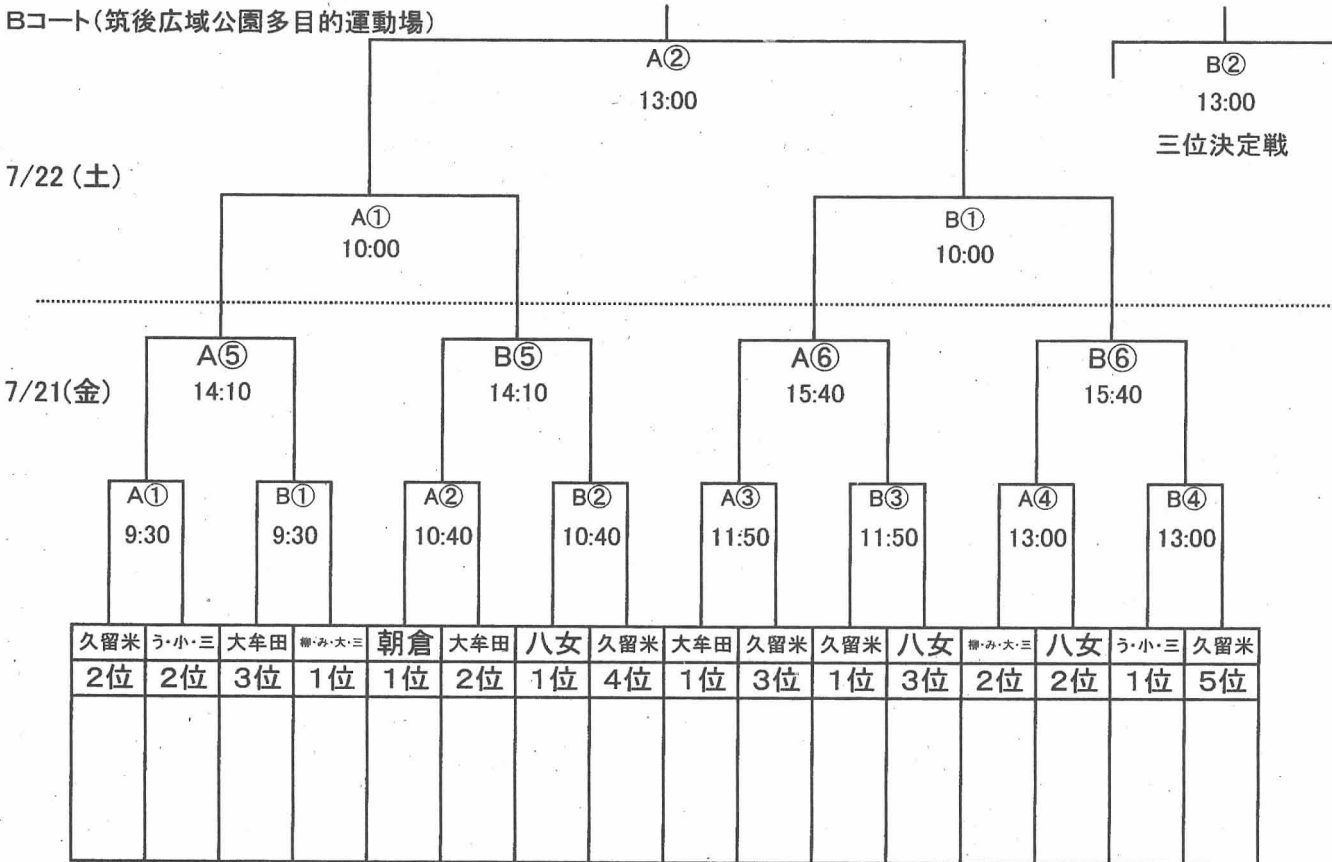 Bコート(筑後広域公園多目的運動場)
A②
B②
13:00
13:00
三位決定戦
7/22 (土)
A①
B①
10:00
10:00
A⑤
B⑤
A⑥
B⑥
7/21(金)
14:10
14:10
15:40
15:40
A①
B①
A②
B②
A③
B③
A④
B④
9:30
9:30
10:40
10:40
11:50
11:50
13:00
13:00
久留米 う・小・三 大牟田 柳・み・大・三 朝倉 大牟田 八女 久留米 大牟田 久留米 久留米 八女 柳・み・大・三 八女 う・小・三 久留米
2位 2位 3位 1位 1位 2位 1位 4位 1位 3位 1位 3位 2位 2位 1位 5位